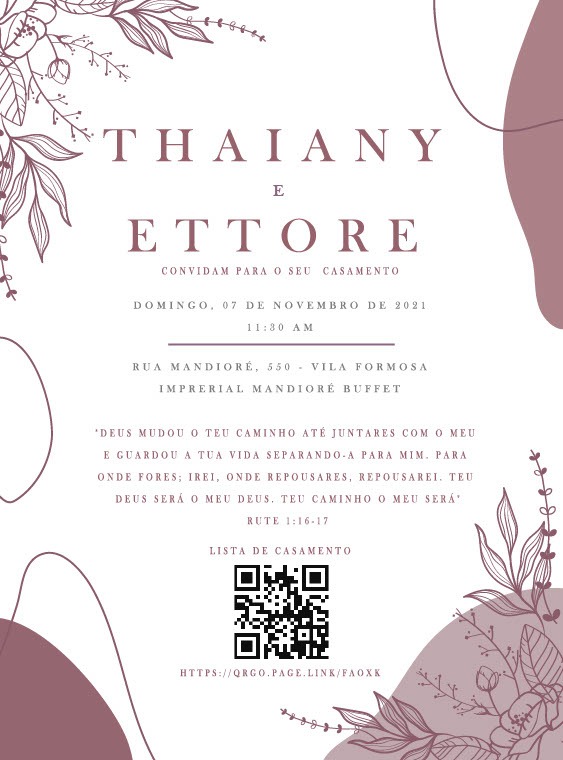 THAIANY
E
ETTORE
CONVIDAM PARA O SEU CASAMENTO
DOMINGO, 07 DE NOVEMBRO DE 2021
11:30 AM
RUA MANDIORÉ, 550 - VILA FORMOSA
IMPRERIAL MANDIORÉ BUFFET
"DEUS MUDOU O TEU CAMINHO ATÉ JUNTARES COM O MEU
E GUARDOU A TUA VIDA SEPARANDO-A PARA MIM. PARA
ONDE FORES; IREI, ONDE REPOUSARES, REPOUSAREI. TEU
DEUS SERÁ O MEU DEUS. TEU CAMINHO O MEU SERÁ"
RUTE 1:16-17
LISTA DE CASAMENTO
HTTPS://QRGO.PAGE.LINK/FAOXK